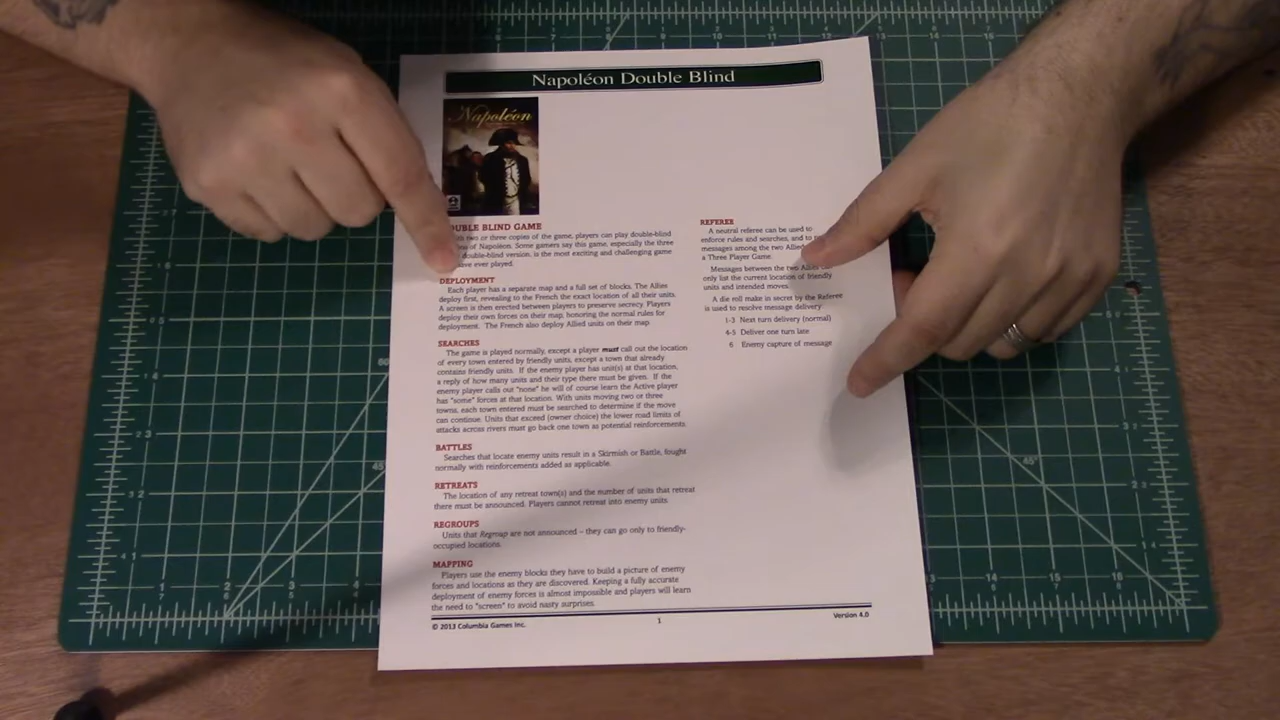 Napoléon Double Blind
Napoléon
UBLE BLIND GAME
two or three copies of the game, players can play double-blind
of Napoleon. Some gamers say this game, especially the three
double-blind version, is the most exciting and challenging game
ever played.
DEPLOYMENT
Each player has a separate map and a full set of blocks. The Allies
deploy first, revealing to the French the exact location of all their units.
A screen is then erected between players to preserve secrecy. Players
deploy their own forces on their map, honoring the normal rules for
deployment. The French also deploy Allied units on their map.
SEARCHES
The game is played normally, except a player must call out the location
of every town entered by friendly units, except a town that already
contains friendly units. If the enemy player has unit(s) at that location,
a reply of how many units and their type there must be given. If the
enemy player calls out "none" he will of course learn the Active player
has "some" forces at that location. With units moving two or three
towns, each town entered must be searched to determine if the move
can continue. Units that exceed (owner choice) the lower road limits of
attacks across rivers must go back one town as potential reinforcements.
BATTLES
Searches that locate enemy units result in a Skirmish or Battle, fought
normally with reinforcements added as applicable.
RETREATS
The location of any retreat town(s) and the number of units that retreat
there must be announced. Players cannot retreat into enemy units.
REGROUPS
Units that Regroup are not announced – they can go only to friendly-
occupied locations.
MAPPING
Players use the enemy blocks they have to build a picture of enemy
forces and locations as they are discovered. Keeping a fully accurate
deployment of enemy forces is almost impossible and players will learn
the need to "screen" to avoid nasty surprises.
REFEREE
A neutral referee can be used to
enforce rules and searches, and to
messages among the two Allied
a Three Player Game.
Messages between the two Allies
only list the current location of friendly
units and intended moves.
A die roll make in secret by the Referee
is used to resolve message delivery:
1-3 Next turn delivery (normal)
4-5 Deliver one turn late
6 Enemy capture of message
© 2013 Columbia Games Inc.
1
Version 4.0